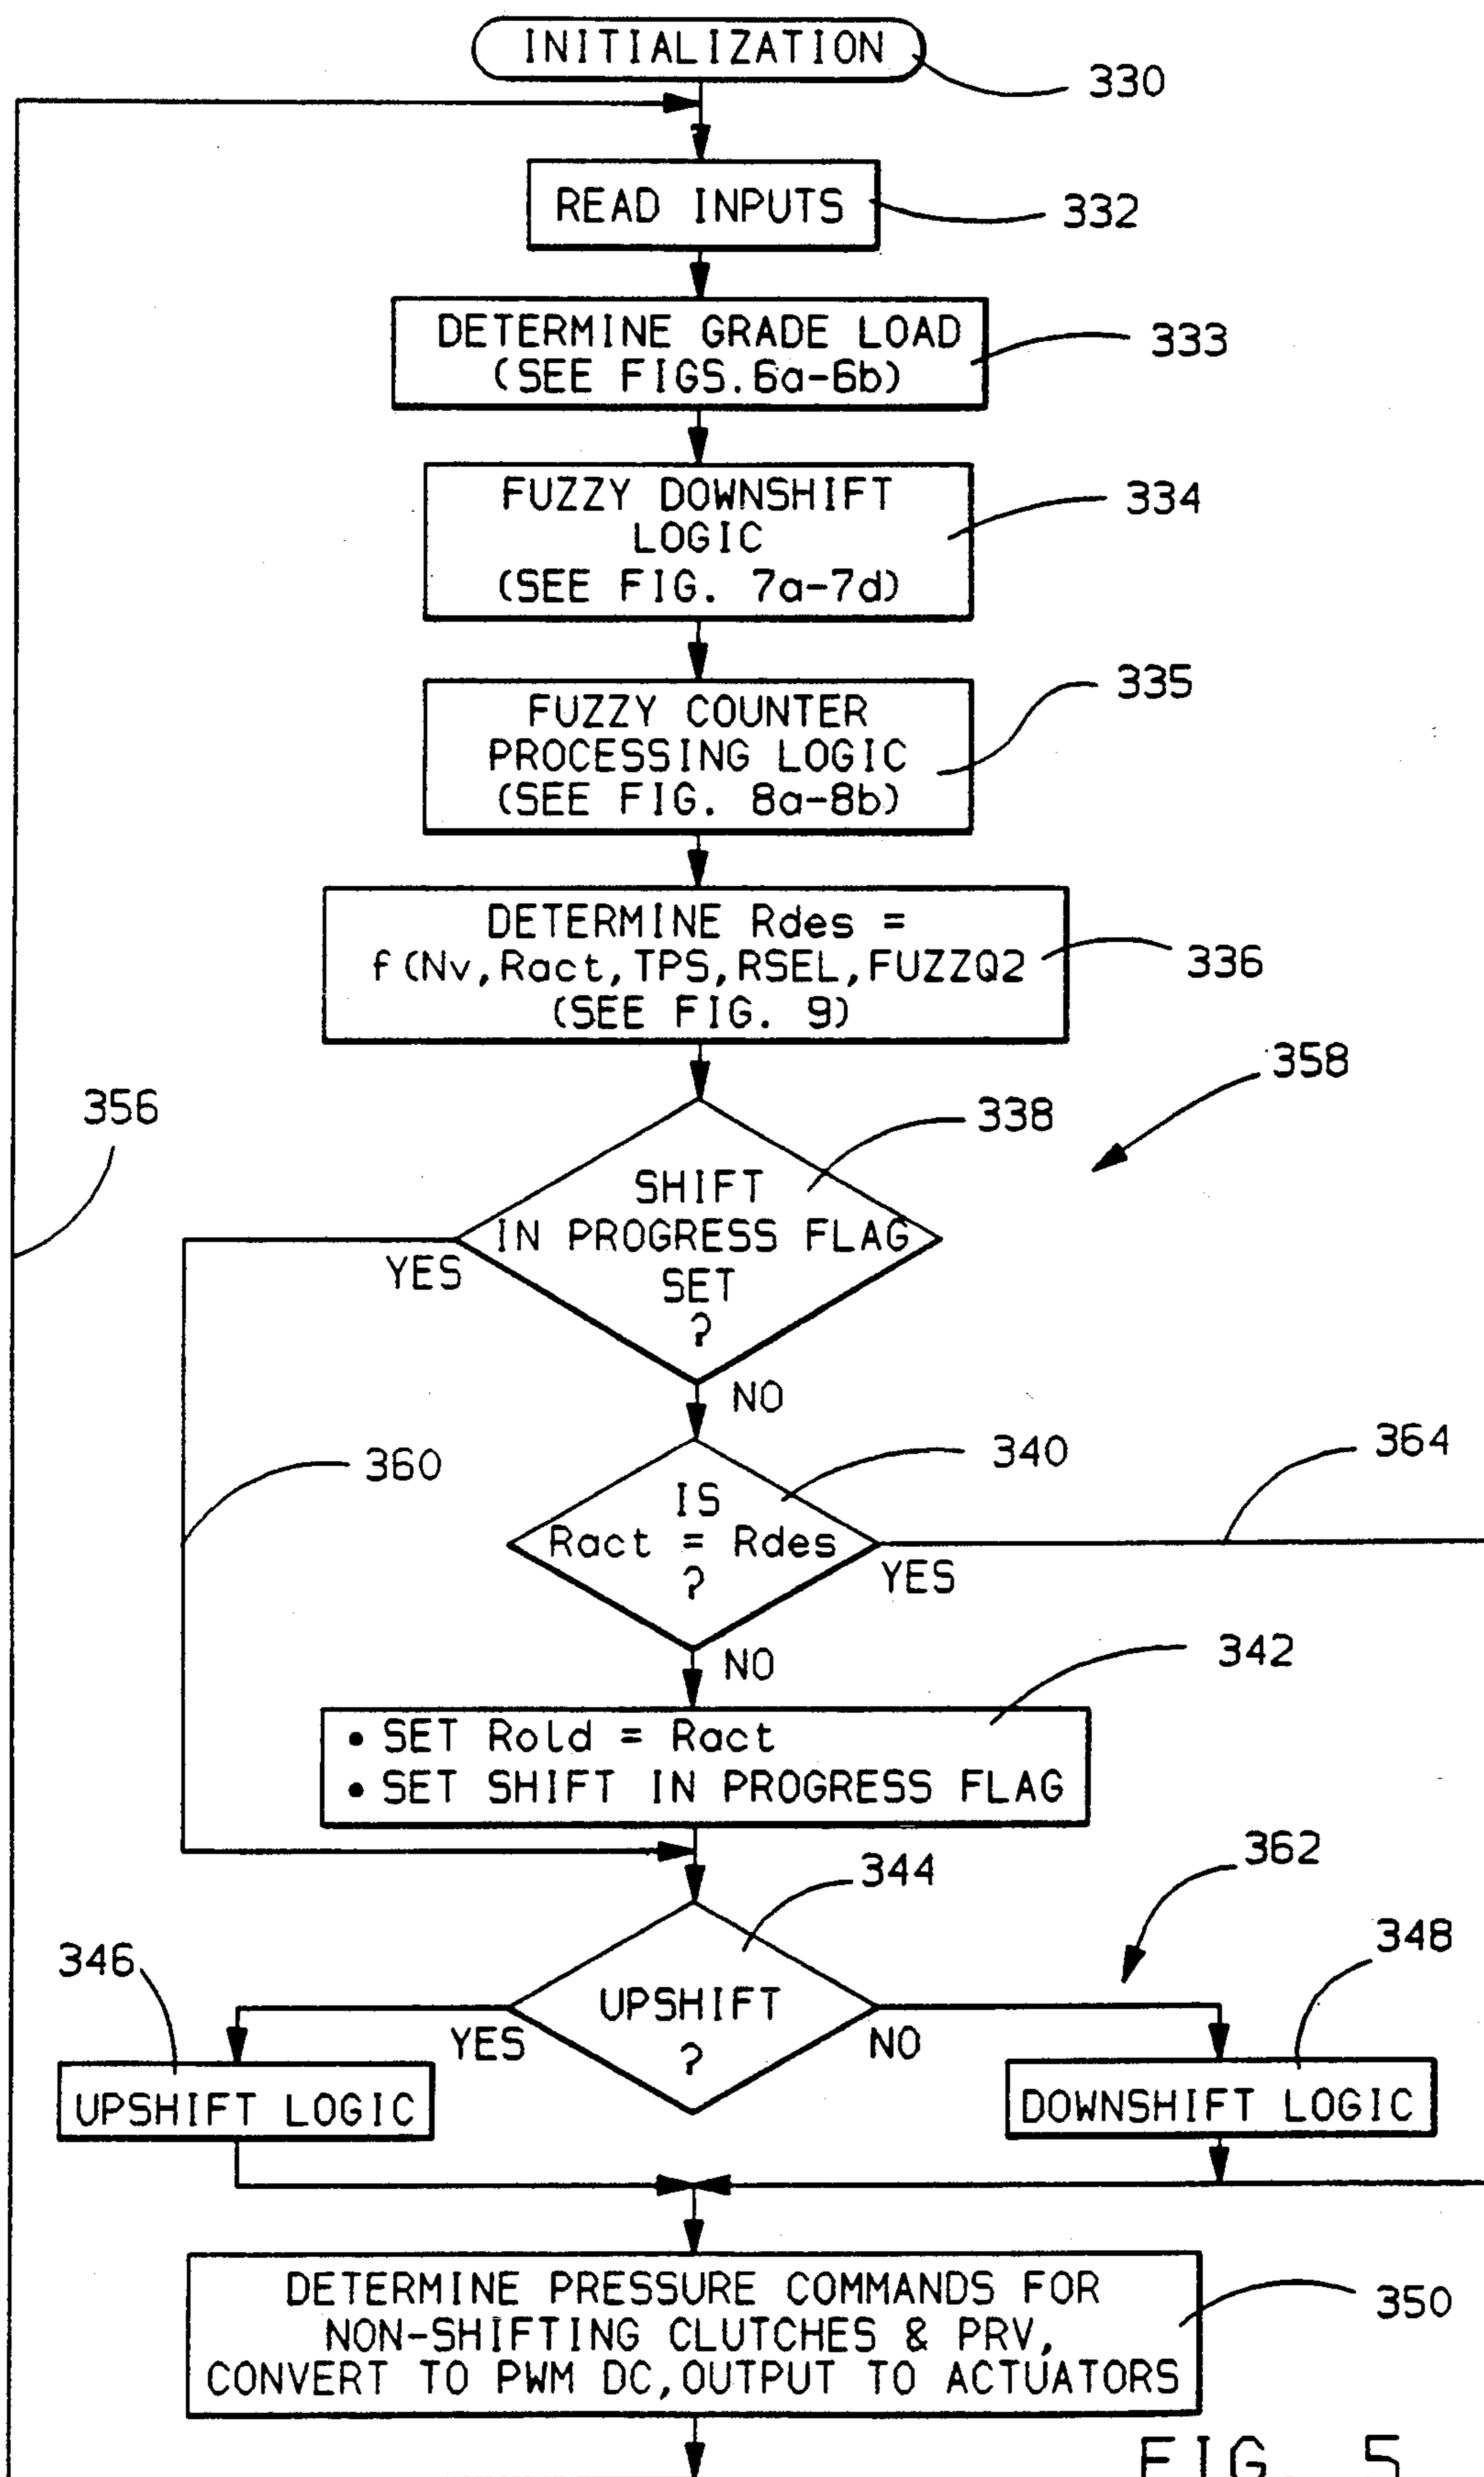 INITIALIZATION
330
READ INPUTS
332
DETERMINE GRADE LOAD
(SEE FIGS.6a-6b)
333
FUZZY DOWNSHIFT
LOGIC
(SEE FIG. 7a-7d)
334
FUZZY COUNTER
PROCESSING LOGIC
(SEE FIG. 8a-8b)
335
DETERMINE Rdes =
f(Nv,Ract,TPS,RSEL,FUZZQ2
(SEE FIG. 9)
336
358
356
338
SHIFT
IN PROGRESS FLAG
SET
?
YES
NO
360
340
364
IS
Ract = Rdes
?
YES
NO
342
• SET Rold = Ract
• SET SHIFT IN PROGRESS FLAG
344
362
346
348
UPSHIFT
?
YES
NO
UPSHIFT LOGIC
DOWNSHIFT LOGIC
DETERMINE PRESSURE COMMANDS FOR
NON-SHIFTING CLUTCHES & PRV,
CONVERT TO PWM DC,OUTPUT TO ACTUATORS
350
FIG. 5